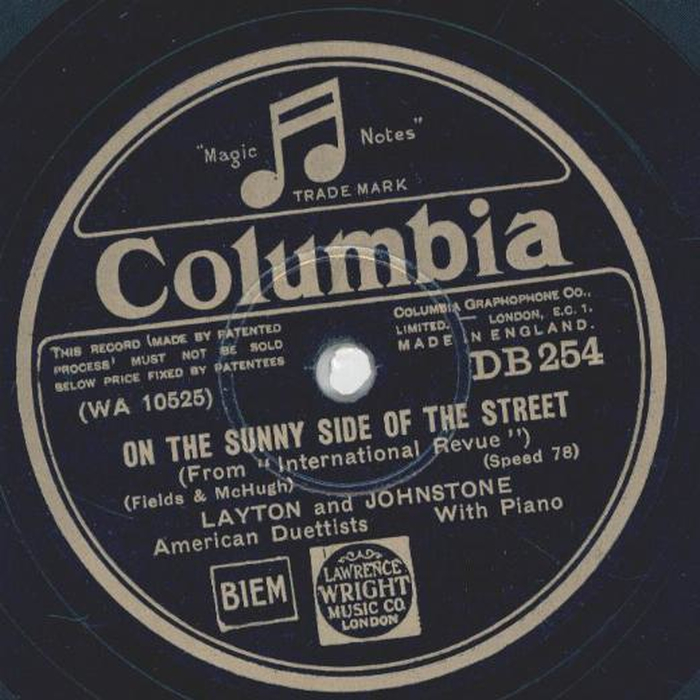 "Magic Notes"
TRADE MARK
Columbia
THIS RECORD (MADE BY PATENTED
PROCESS) MUST NOT BE SOLD
BELOW PRICE FIXED BY PATENTEES
(WA 10525)
COLUMBIA GRAPHOPHONE CO.,
LIMITED. — LONDON, E.C. 1.
MADE IN ENGLAND.
DB 254
ON THE SUNNY SIDE OF THE STREET
(From "International Revue")
(Fields & McHugh) (Speed 78)
LAYTON and JOHNSTONE
American Duettists With Piano
BIEM
LAWRENCE
WRIGHT
MUSIC CO.
LONDON